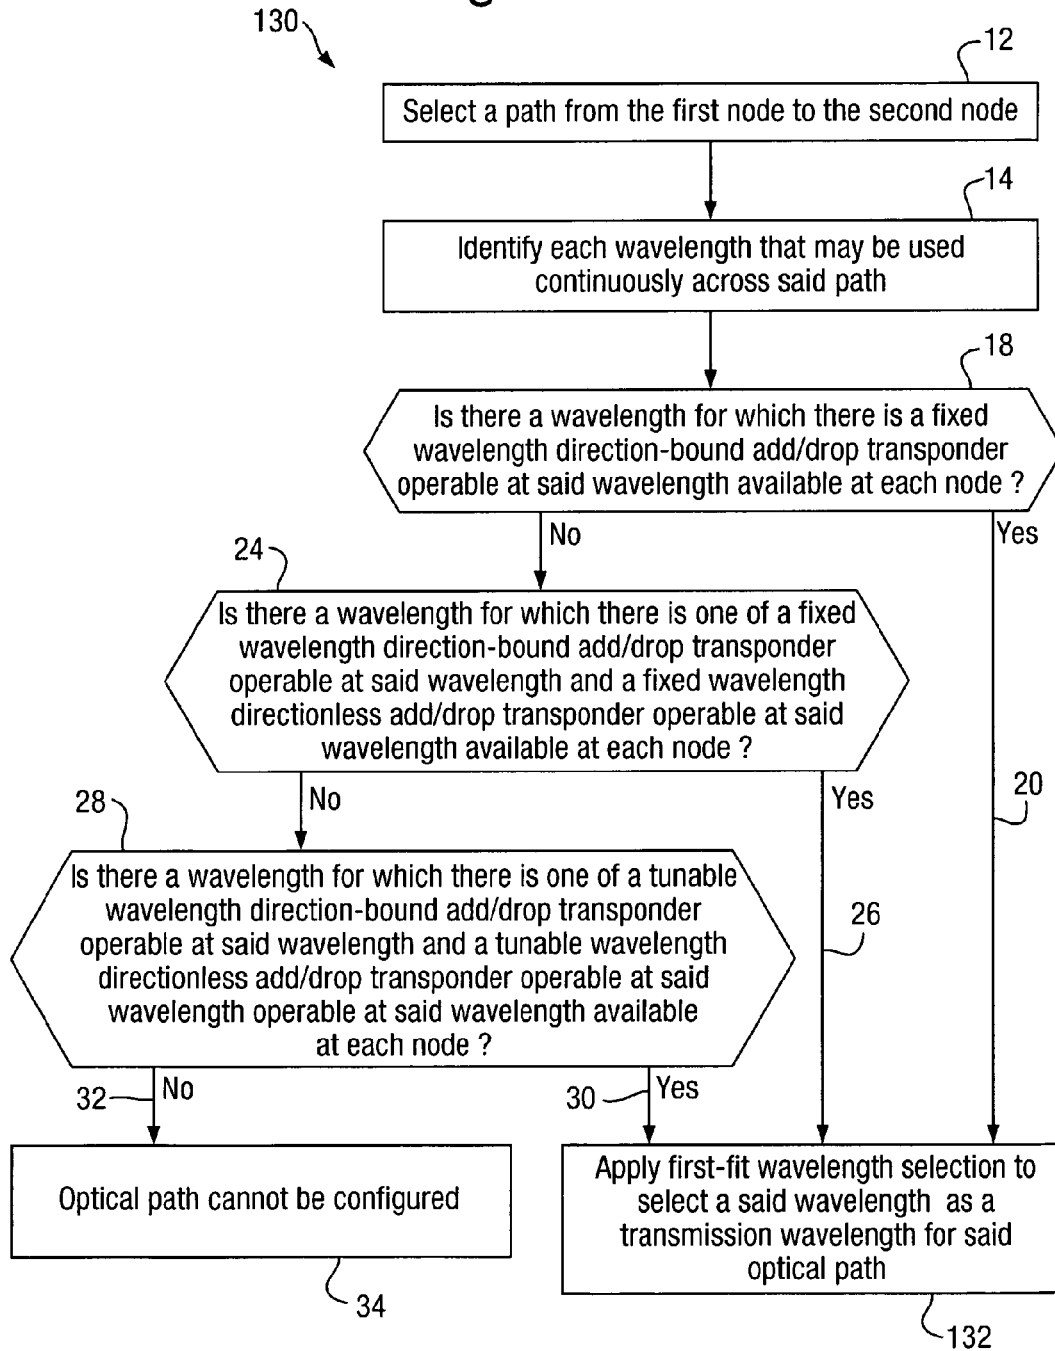 130
12
Select a path from the first node to the second node
14
Identify each wavelength that may be used
continuously across said path
18
Is there a wavelength for which there is a fixed
wavelength direction-bound add/drop transponder
operable at said wavelength available at each node ?
No
Yes
24
Is there a wavelength for which there is one of a fixed
wavelength direction-bound add/drop transponder
operable at said wavelength and a fixed wavelength
directionless add/drop transponder operable at said
wavelength available at each node ?
No
Yes
20
28
Is there a wavelength for which there is one of a tunable
wavelength direction-bound add/drop transponder
operable at said wavelength and a tunable wavelength
directionless add/drop transponder operable at said
wavelength operable at said wavelength available
at each node ?
26
32
No
30
Yes
Optical path cannot be configured
34
Apply first-fit wavelength selection to
select a said wavelength as a
transmission wavelength for said
optical path
132